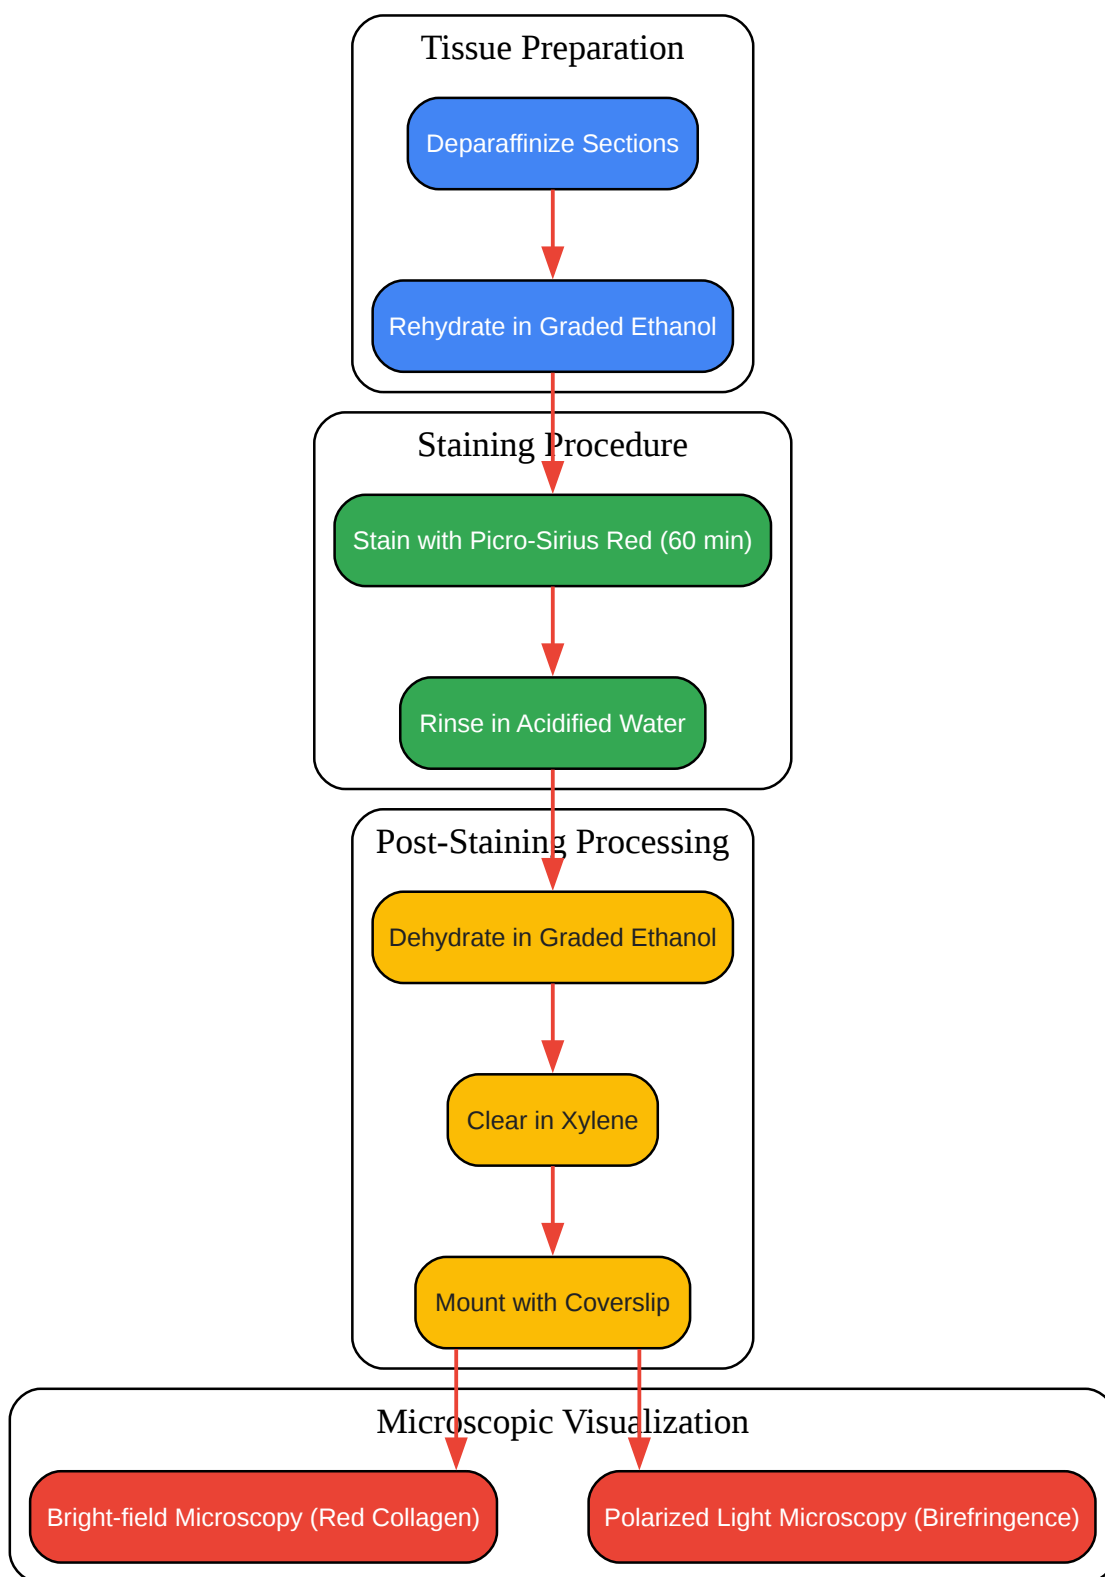 Tissue Preparation
Deparaffinize Sections
Rehydrate in Graded Ethanol
Staining Procedure
Stain with Picro-Sirius Red (60 min)
Rinse in Acidified Water
Post-Staining Processing
Dehydrate in Graded Ethanol
Clear in Xylene
Mount with Coverslip
Microscopic Visualization
Bright-field Microscopy (Red Collagen)
Polarized Light Microscopy (Birefringence)